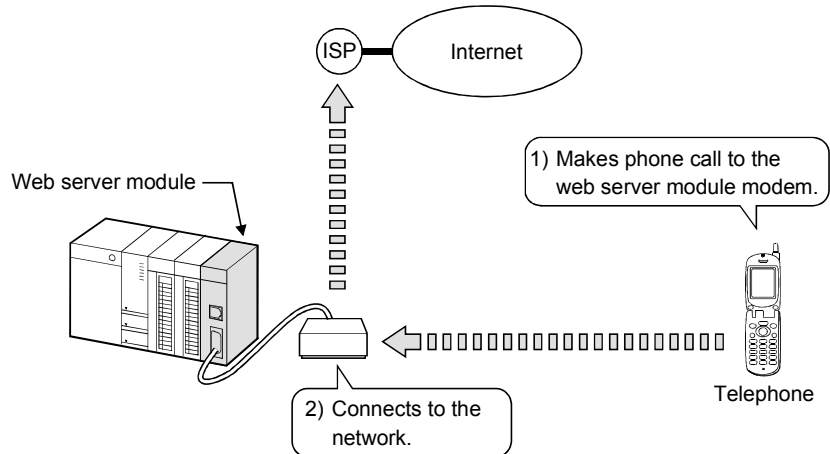 ISP
Internet
1) Makes phone call to the
web server module modem.
Web server module
Telephone
2) Connects to the
network.